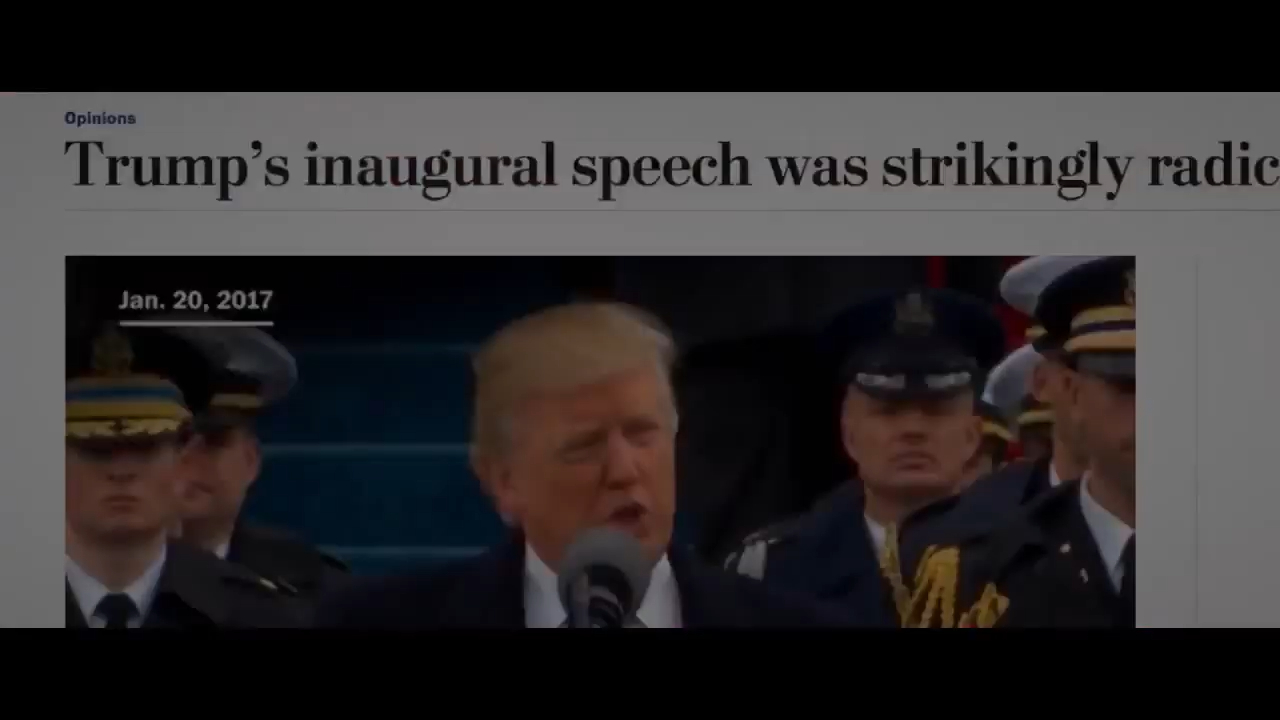 Opinions
Trump's inaugural speech was strikingly radic
Jan. 20, 2017